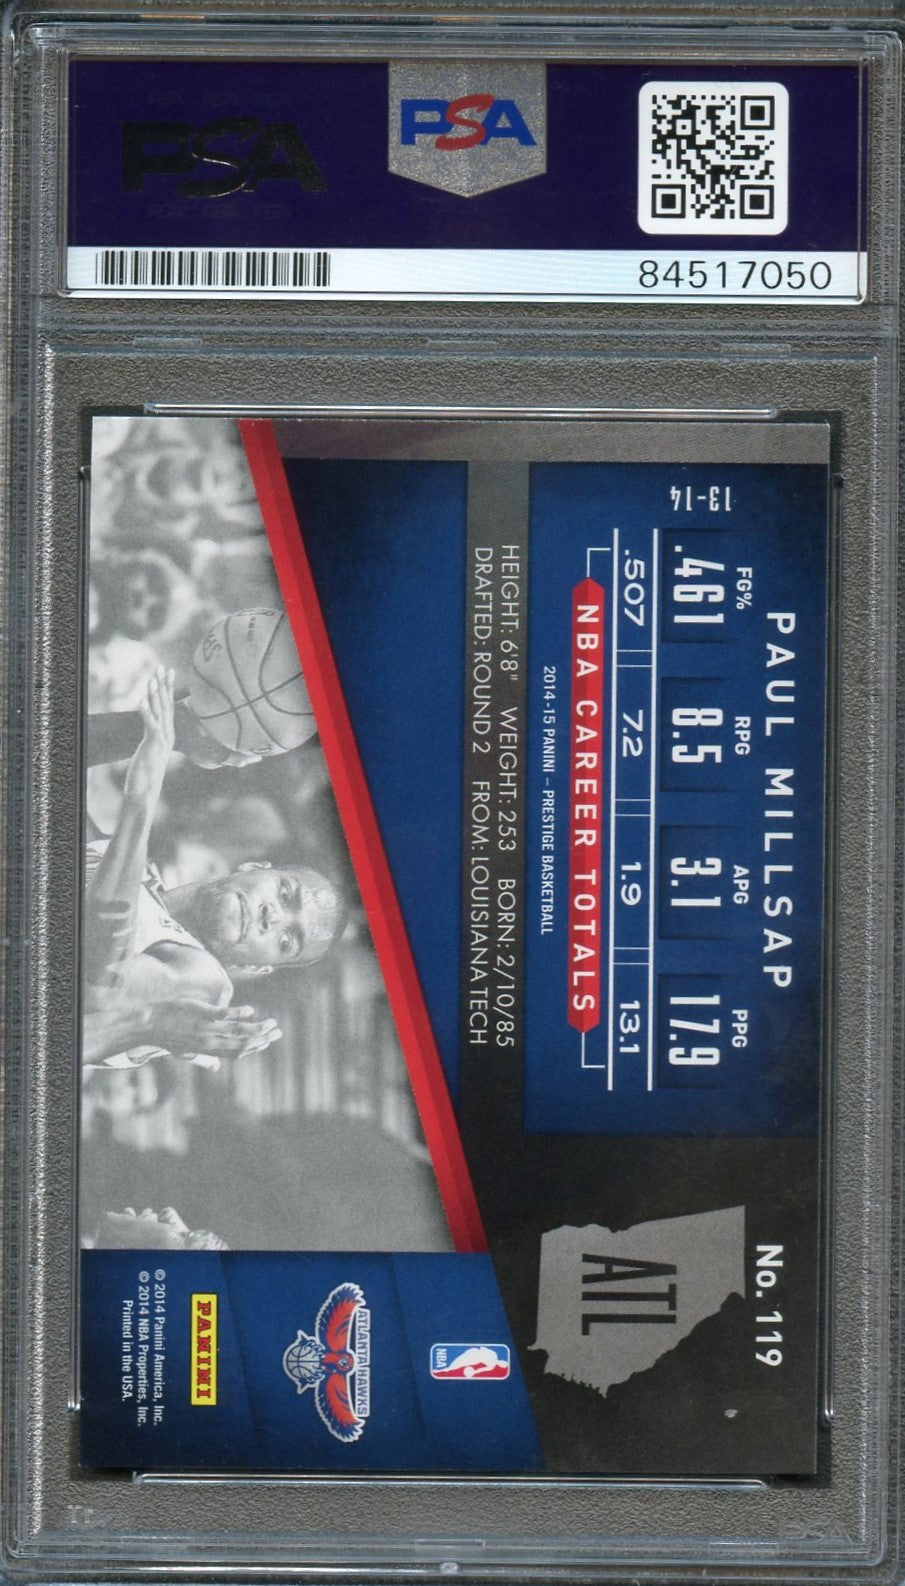 PSA
PSA
84517050
PAUL MILLSAP
No. 119
FG% RPG APG PPG
13-14 .461 8.5 3.1 17.9
.507 7.2 1.9 13.1
NBA CAREER TOTALS
2014-15 PANINI – PRESTIGE BASKETBALL
HEIGHT: 6'8" WEIGHT: 253 BORN: 2/10/85
DRAFTED: ROUND 2 FROM: LOUISIANA TECH
ATL
NBA
ATLANTA HAWKS
PANINI
© 2014 Panini America, Inc.
© 2014 NBA Properties, Inc.
Printed in the USA.
PSA